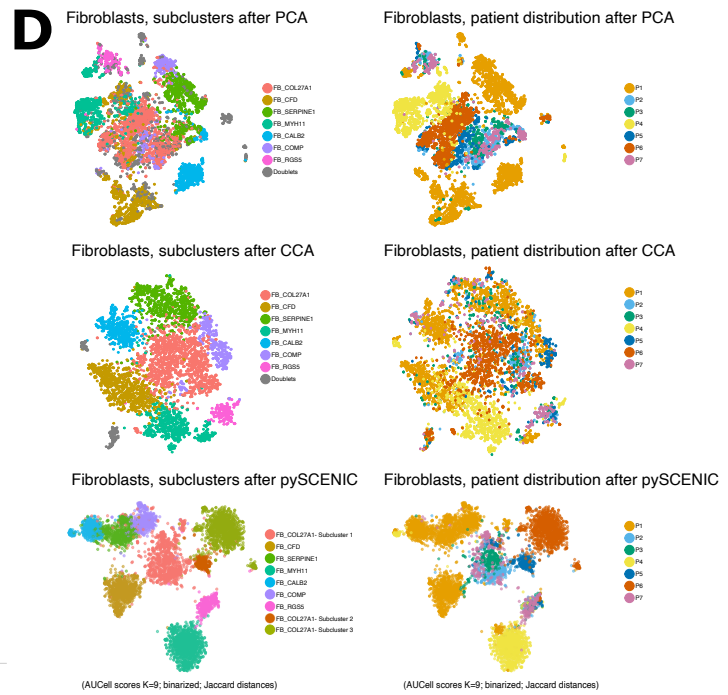 D
Fibroblasts, subclusters after PCA
FB_COL27A1
FB_CFD
FB_SERPINE1
FB_MYH11
FB_CALB2
FB_COMP
FB_RGS5
Doublets
Fibroblasts, patient distribution after PCA
P1
P2
P3
P4
P5
P6
P7
Fibroblasts, subclusters after CCA
FB_COL27A1
FB_CFD
FB_SERPINE1
FB_MYH11
FB_CALB2
FB_COMP
FB_RGS5
Doublets
Fibroblasts, patient distribution after CCA
P1
P2
P3
P4
P5
P6
P7
Fibroblasts, subclusters after pySCENIC
FB_COL27A1- Subcluster 1
FB_CFD
FB_SERPINE1
FB_MYH11
FB_CALB2
FB_COMP
FB_RGS5
FB_COL27A1- Subcluster 2
FB_COL27A1- Subcluster 3
(AUCell scores K=9; binarized; Jaccard distances)
Fibroblasts, patient distribution after pySCENIC
P1
P2
P3
P4
P5
P6
P7
(AUCell scores K=9; binarized; Jaccard distances)